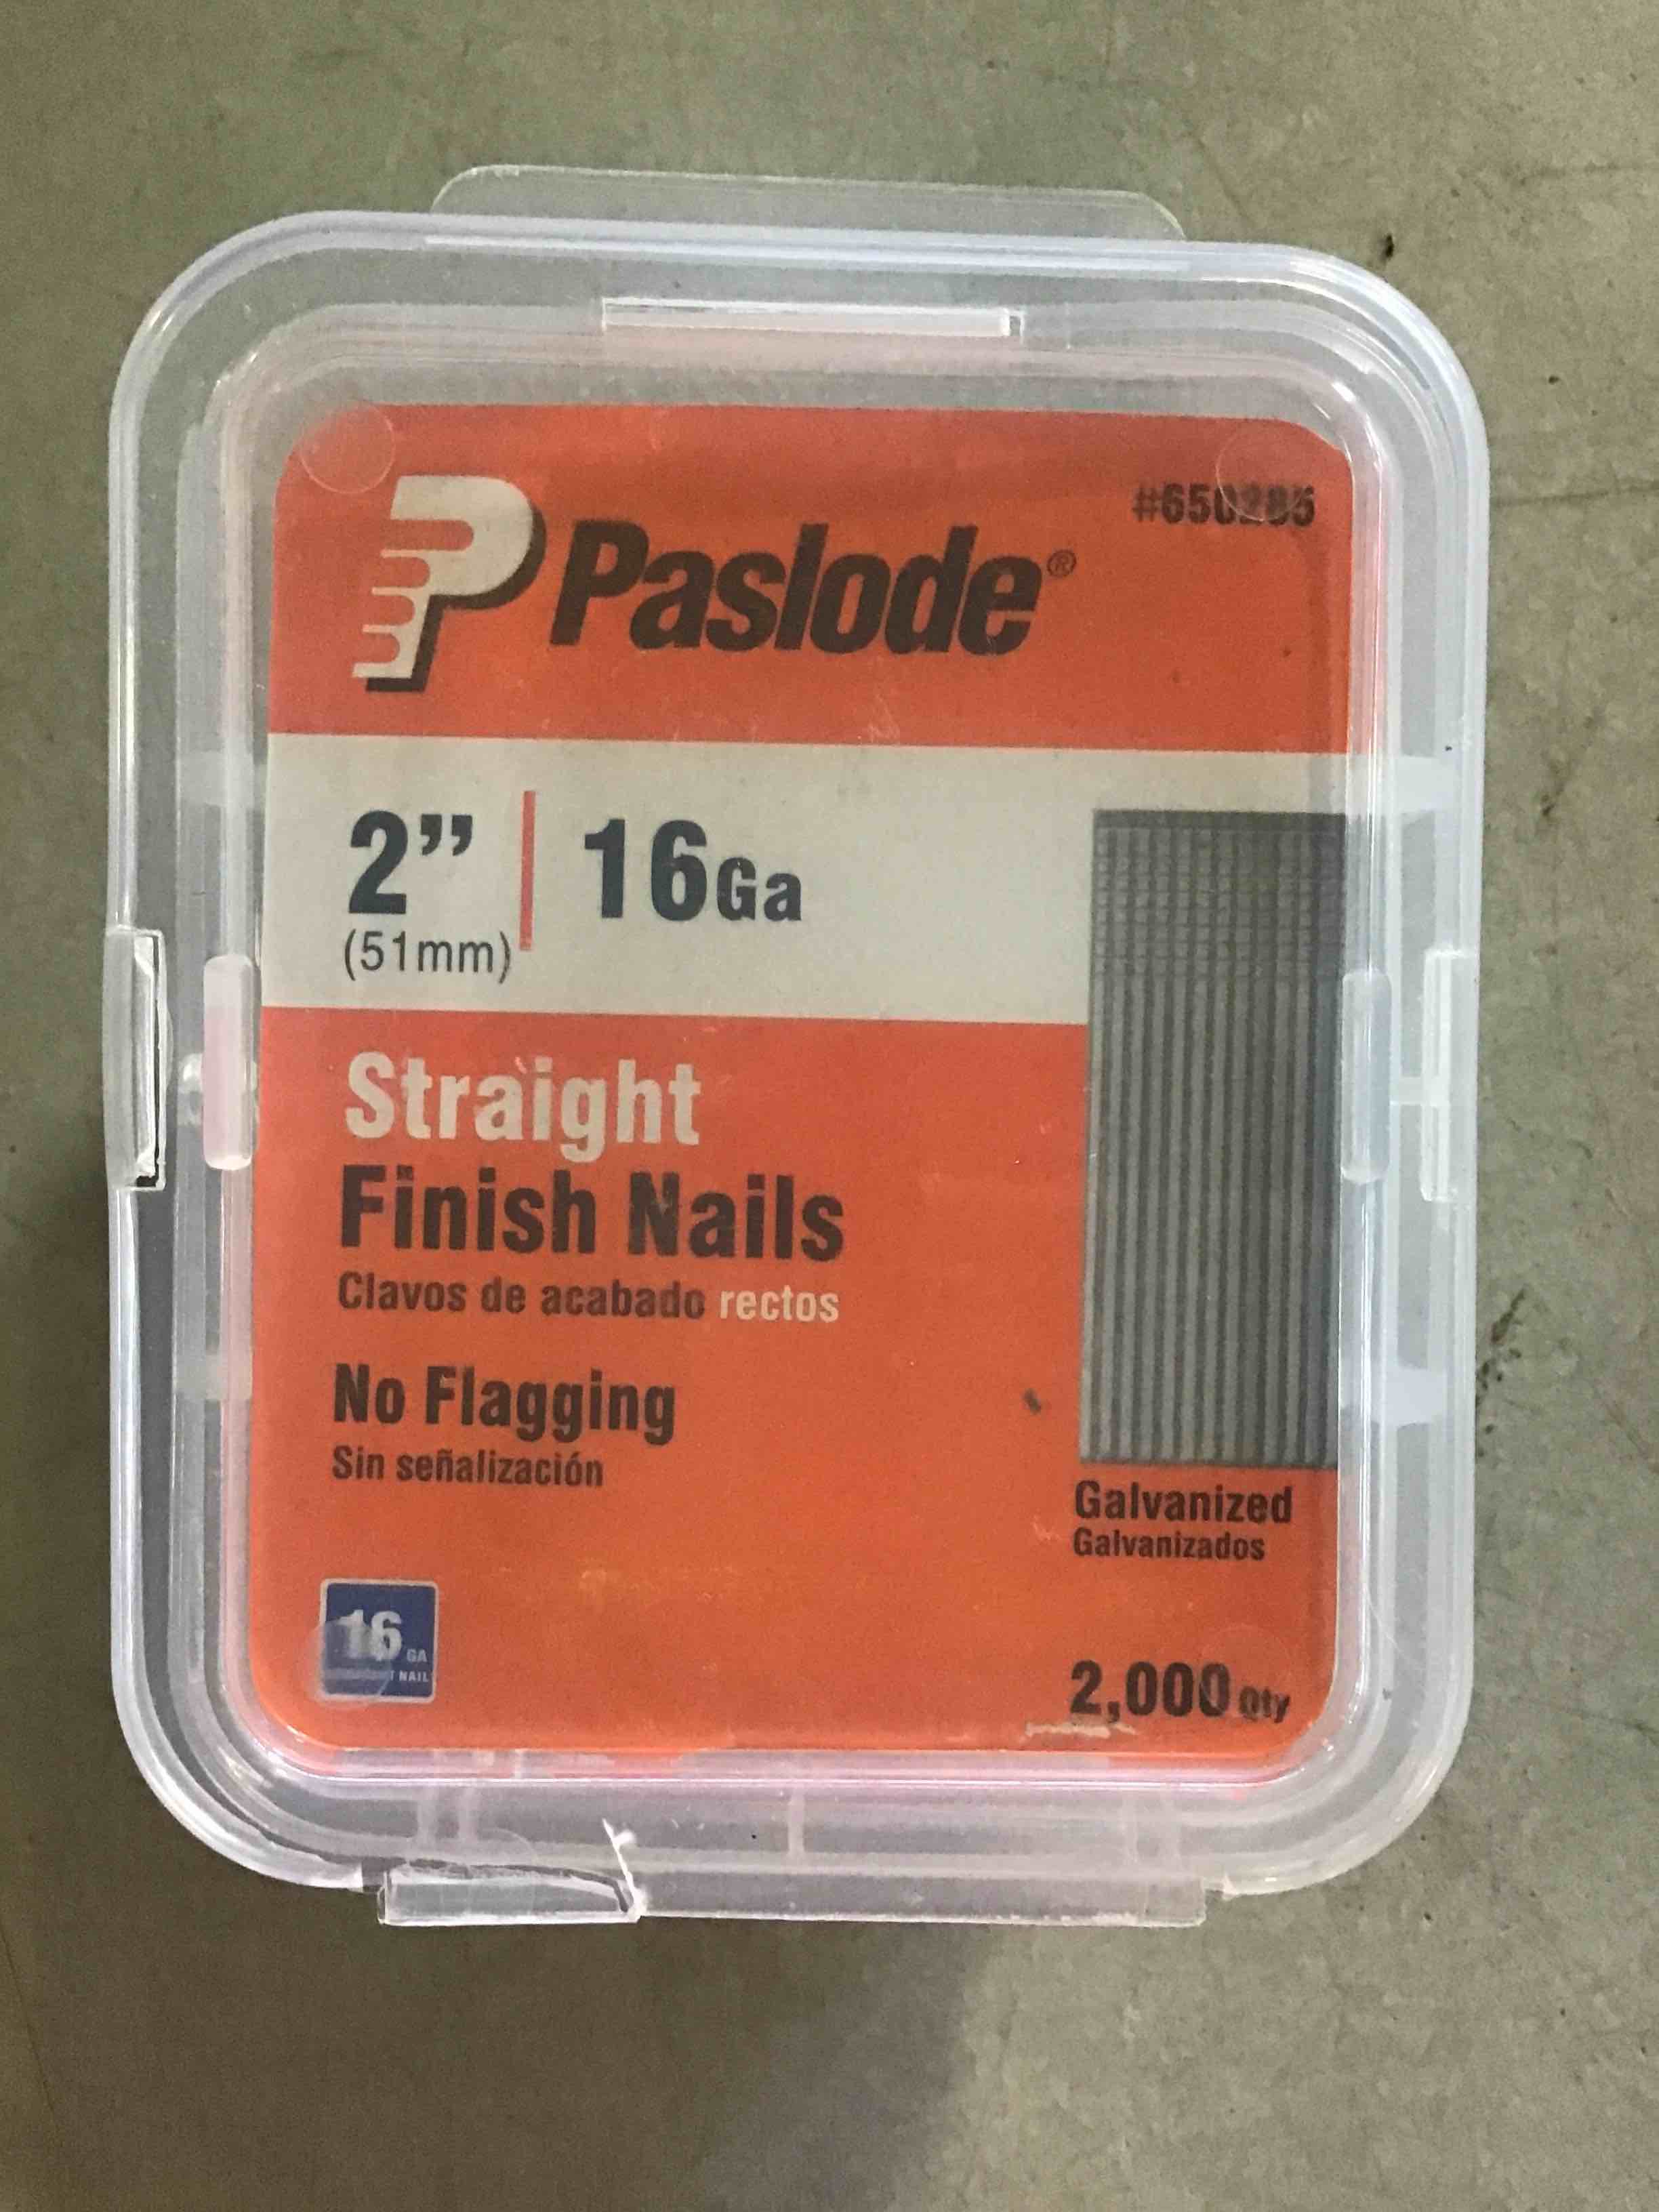 #650285
Paslode®
2” 16Ga
(51mm)
Straight
Finish Nails
Clavos de acabado rectos
No Flagging
Sin señalización
Galvanized
Galvanizados
16 GA
NAIL
2,000 Qty